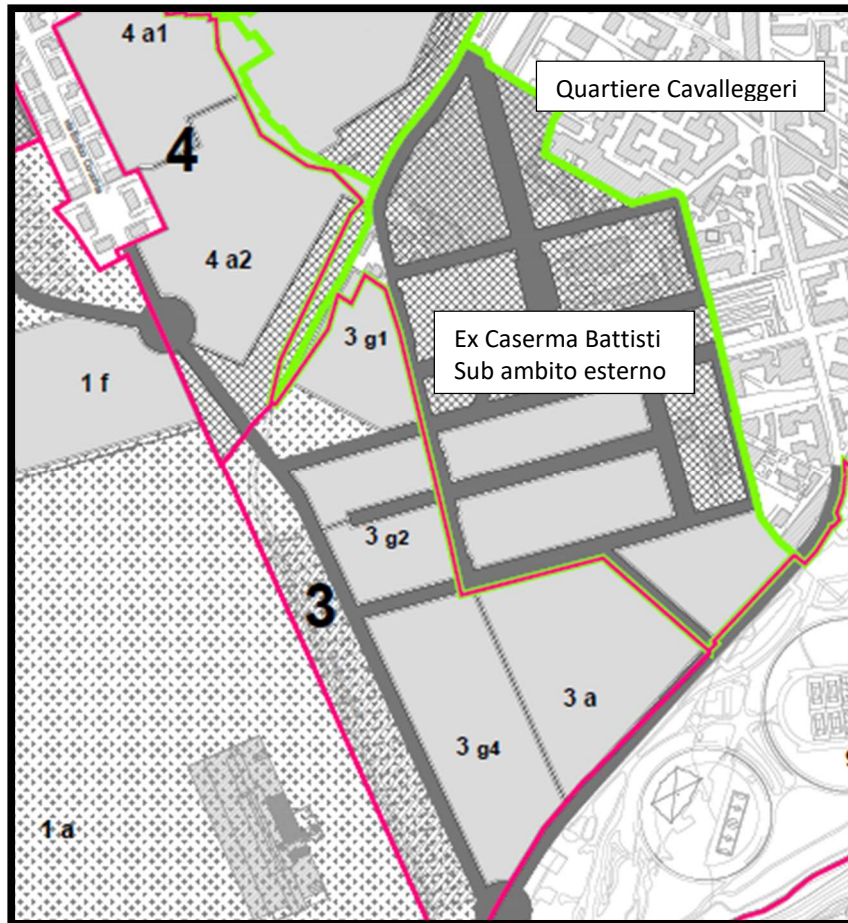 4 a1
Quartiere Cavalleggeri
4
4 a2
3 g1
Ex Caserma Battisti
Sub ambito esterno
1 f
3 g2
3
3 a
3 g4
1 a